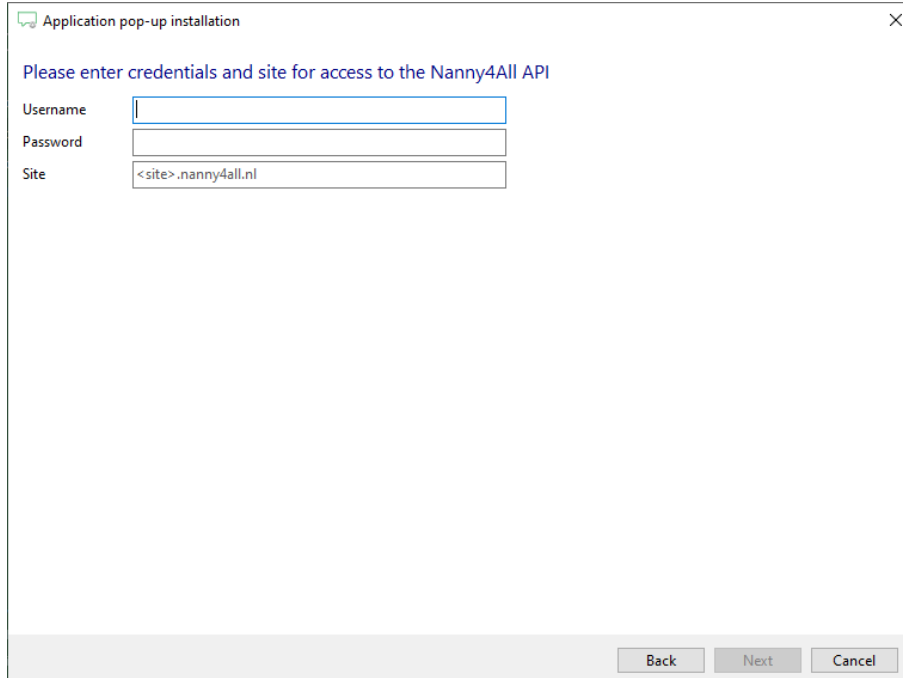 Application pop-up installation
Please enter credentials and site for access to the Nanny4All API
Username
Password
Site <site>.nanny4all.nl
Back Next Cancel